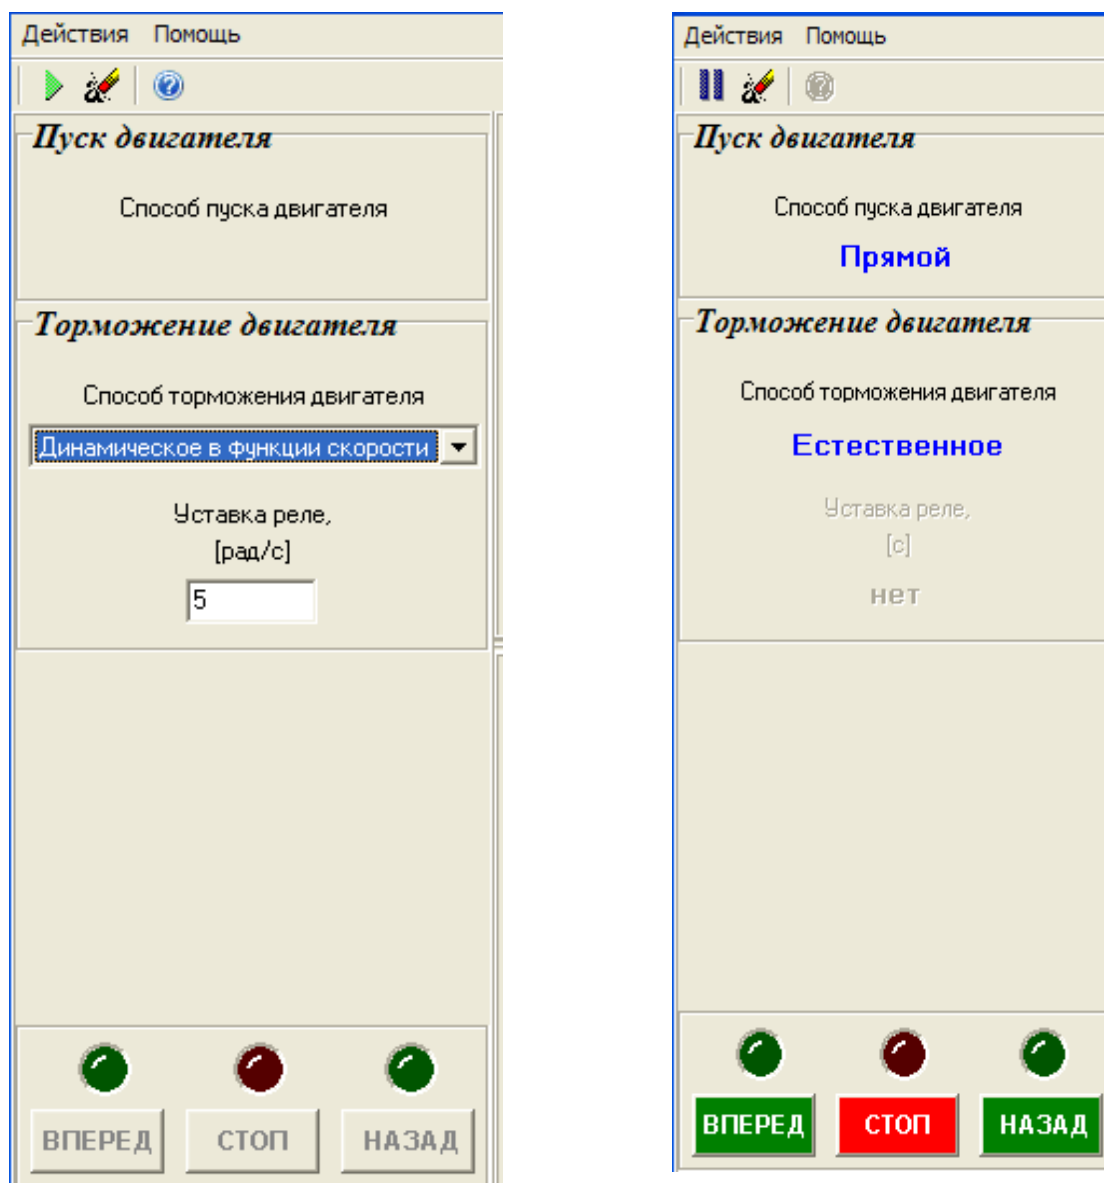 Действия Помощь
Пуск двигателя
Способ пуска двигателя
Торможение двигателя
Способ торможения двигателя
Динамическое в функции скорости
Уставка реле,
[рад/с]
5
ВПЕРЕД СТОП НАЗАД
Действия Помощь
Пуск двигателя
Способ пуска двигателя
Прямой
Торможение двигателя
Способ торможения двигателя
Естественное
Уставка реле,
[с]
нет
ВПЕРЕД СТОП НАЗАД